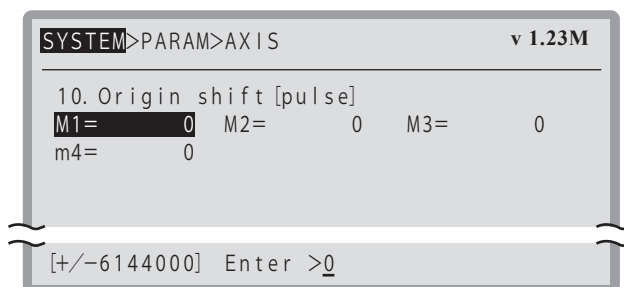 SYSTEM>PARAM>AXIS v 1.23M
10.Origin shift[pulse]
M1= 0 M2= 0 M3= 0
m4= 0
[+/−6144000] Enter >0